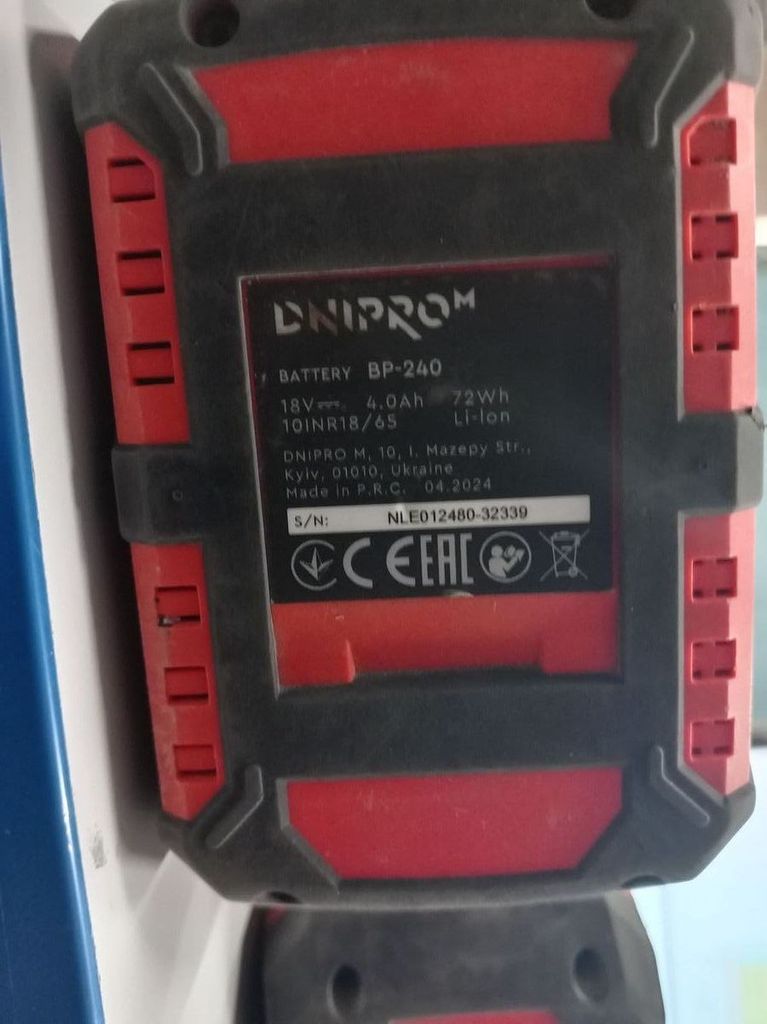 DNIPRO M
BATTERY BP-240
18V⎓ 4.0Ah 72Wh
10INR18/65 Li-Ion
DNIPRO M, 10, I. Mazepy Str.,
Kyiv, 01010, Ukraine
Made in P.R.C. 04.2024
S/N: NLE012480-32339
CE EAC